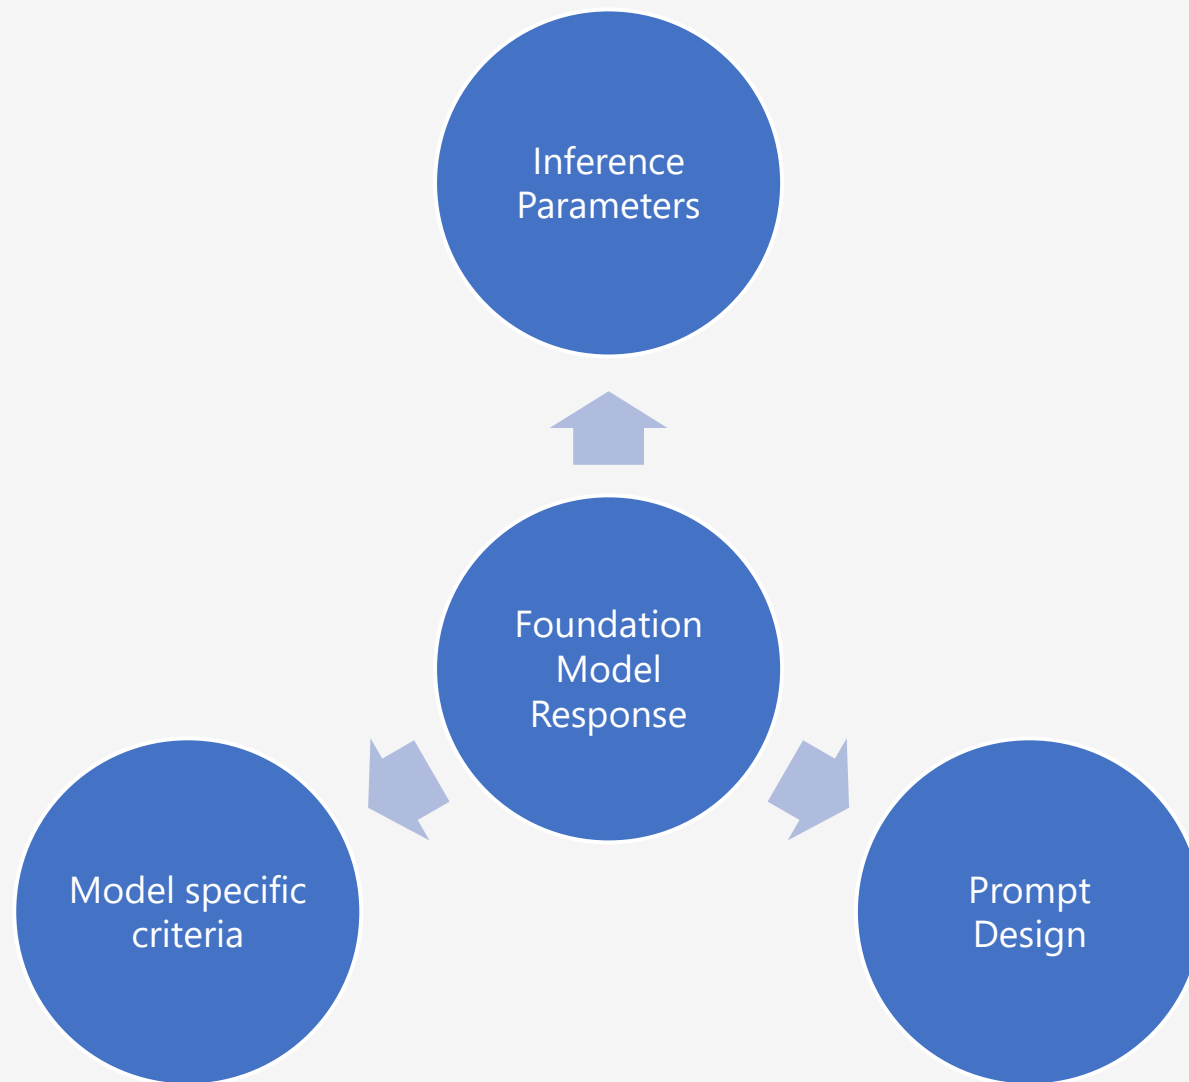 Inference
Parameters
Foundation
Model
Response
Model specific
criteria
Prompt
Design